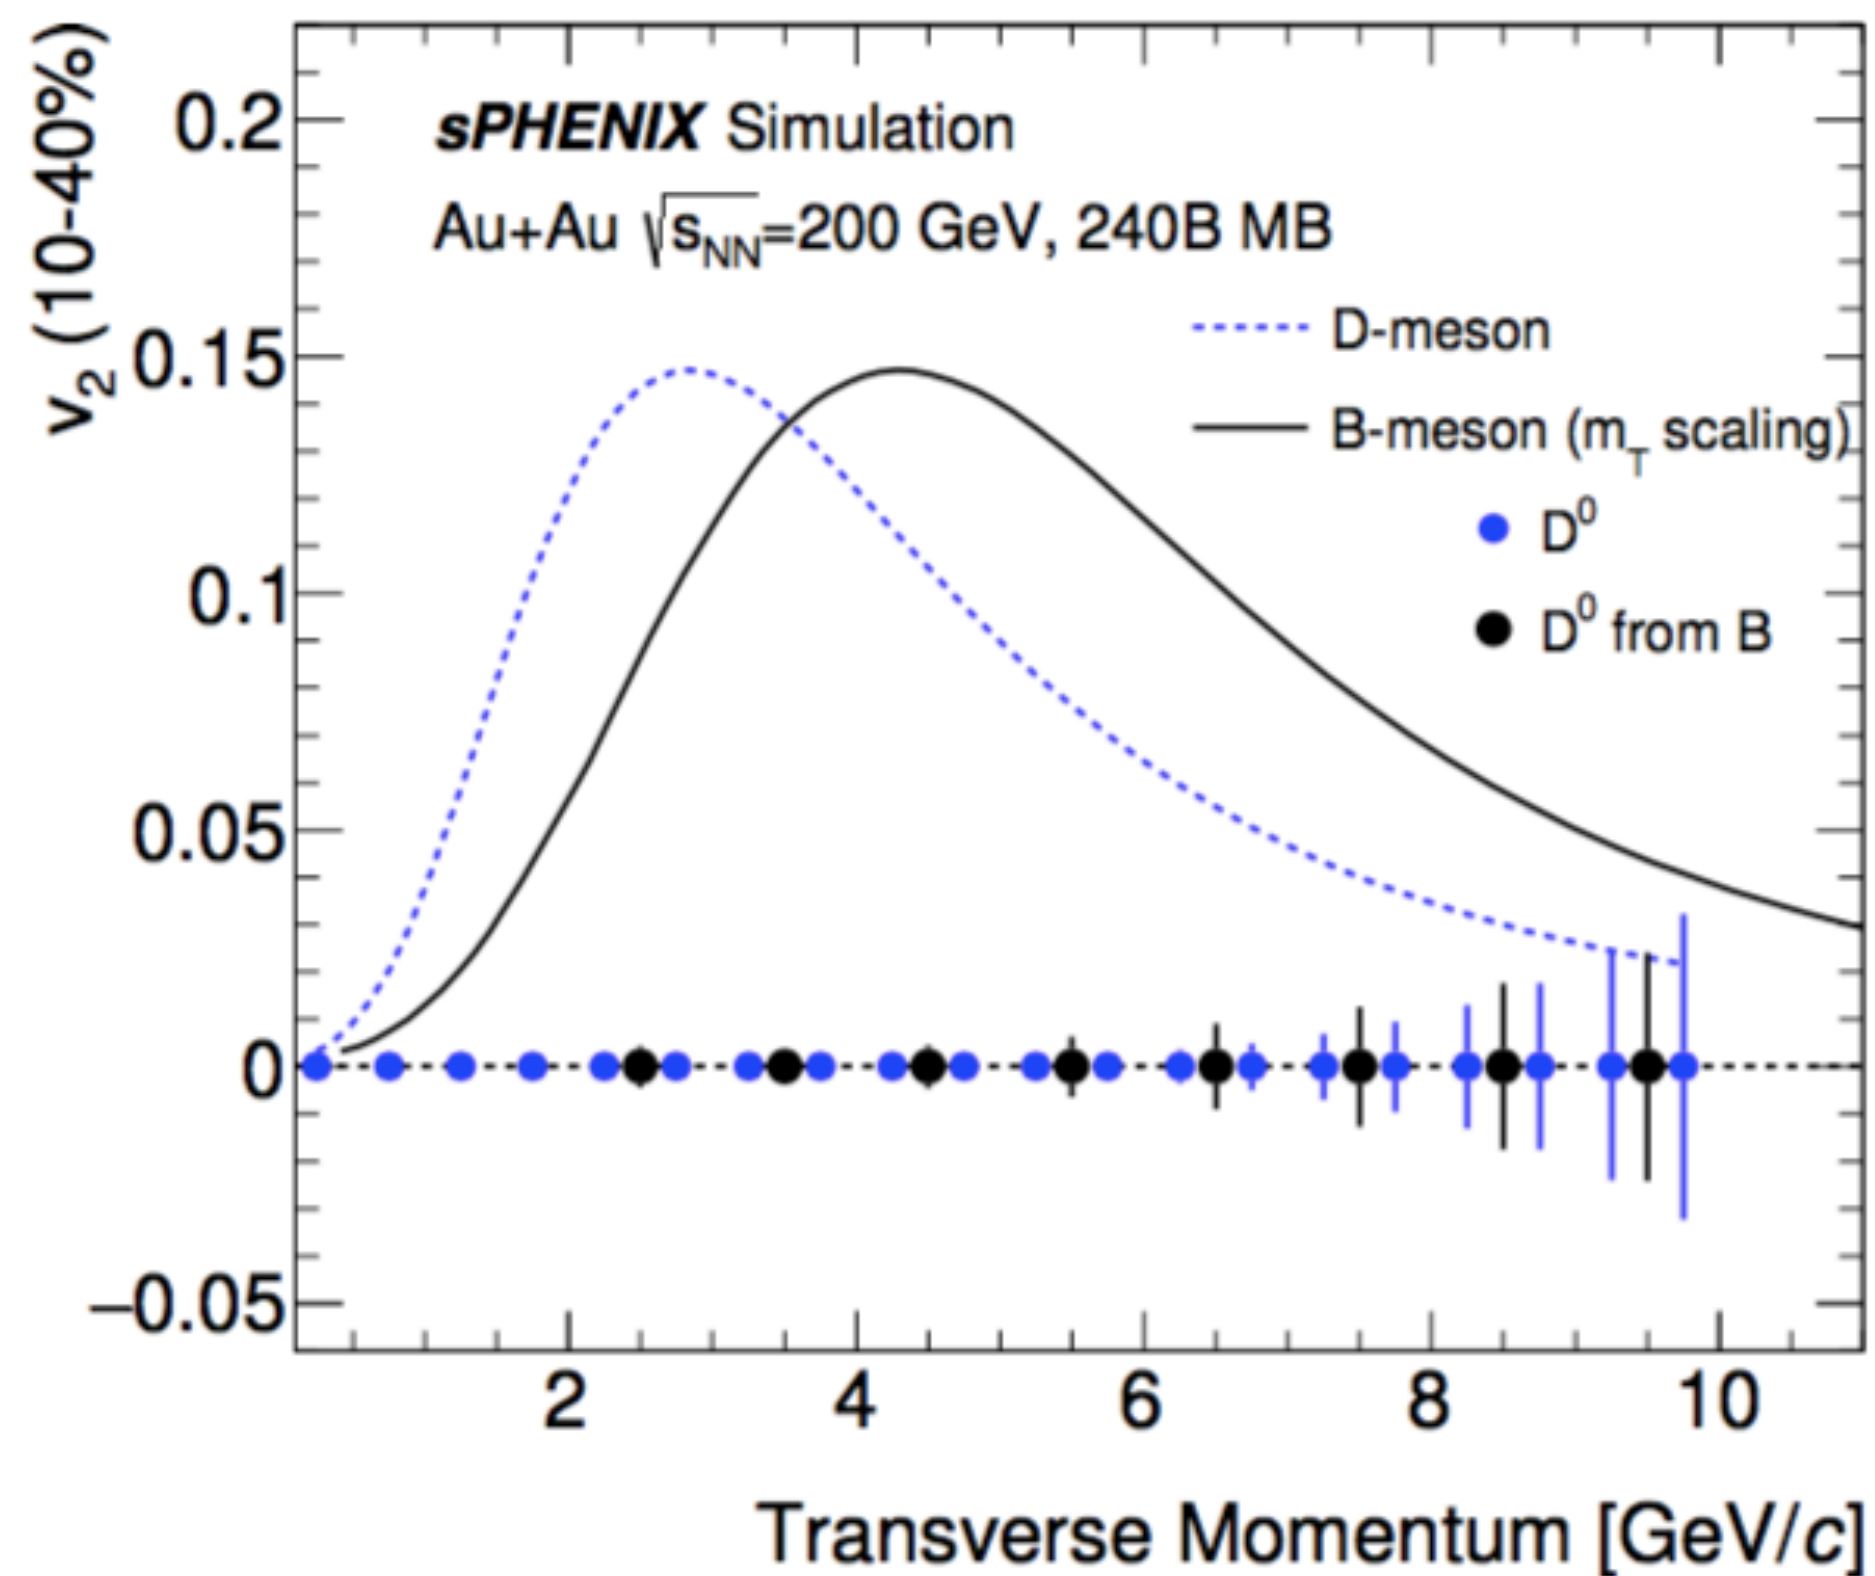 v₂ (10-40%)
0.2
0.15
0.1
0.05
0
−0.05
sPHENIX Simulation
Au+Au √sNN=200 GeV, 240B MB
D-meson
B-meson (mT scaling)
D⁰
D⁰ from B
2 4 6 8 10
Transverse Momentum [GeV/c]